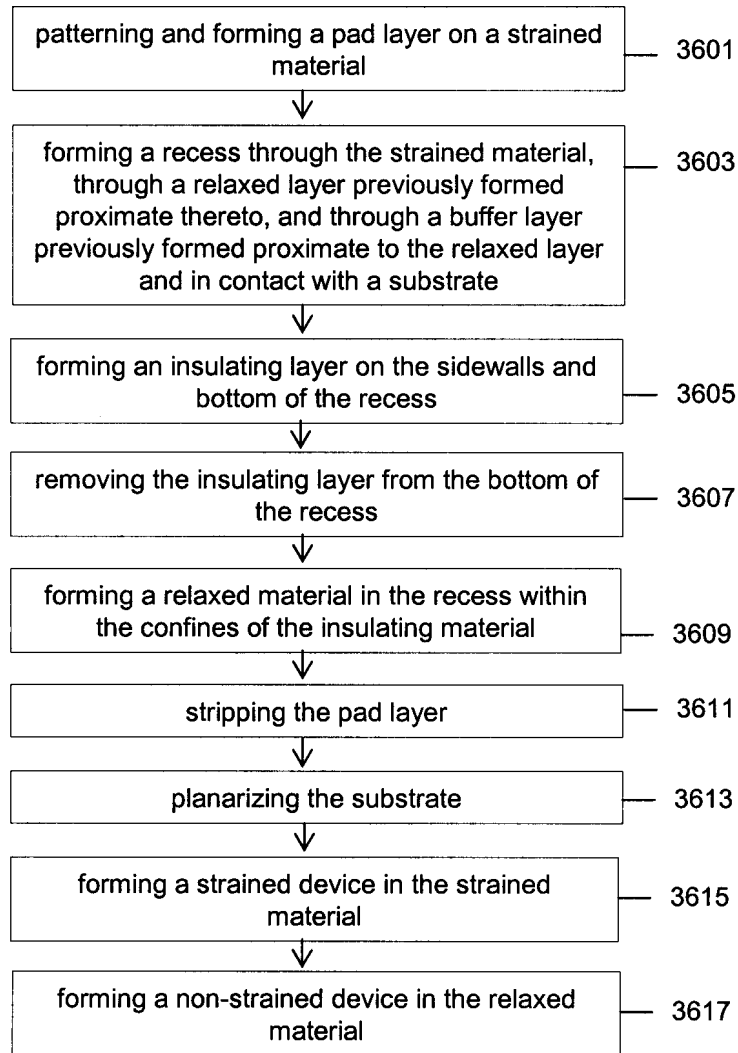 patterning and forming a pad layer on a strained
material
3601
forming a recess through the strained material,
through a relaxed layer previously formed
proximate thereto, and through a buffer layer
previously formed proximate to the relaxed layer
and in contact with a substrate
3603
forming an insulating layer on the sidewalls and
bottom of the recess
3605
removing the insulating layer from the bottom of
the recess
3607
forming a relaxed material in the recess within
the confines of the insulating material
3609
stripping the pad layer
3611
planarizing the substrate
3613
forming a strained device in the strained
material
3615
forming a non-strained device in the relaxed
material
3617